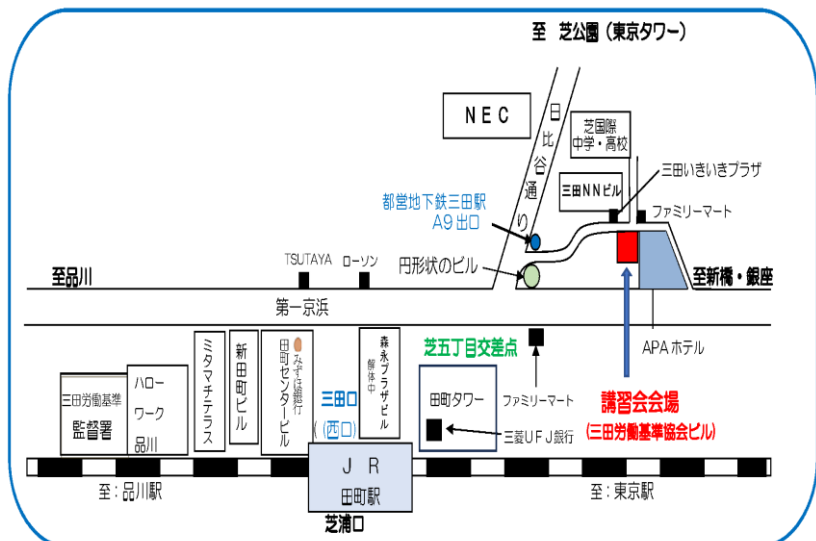 至 芝公園（東京タワー）
ＮＥＣ
日比谷通り
芝国際
中学・高校
三田いきいきプラザ
三田ＮＮビル
都営地下鉄三田駅
A9 出口
ファミリーマート
TSUTAYA
ローソン
円形状のビル
至品川
至新橋・銀座
第一京浜
APA ホテル
芝五丁目交差点
ファミリーマート
講習会会場
(三田労働基準協会ビル)
三田労働基準
監督署
ハロー
ワーク
品川
ミタマチテラス
新田町ビル
みずほ銀行
田町センタービル
三田口
( (西口)
森永プラザビル
解体中
田町タワー
三菱ＵＦＪ銀行
ＪＲ
田町駅
芝浦口
至：品川駅
至：東京駅